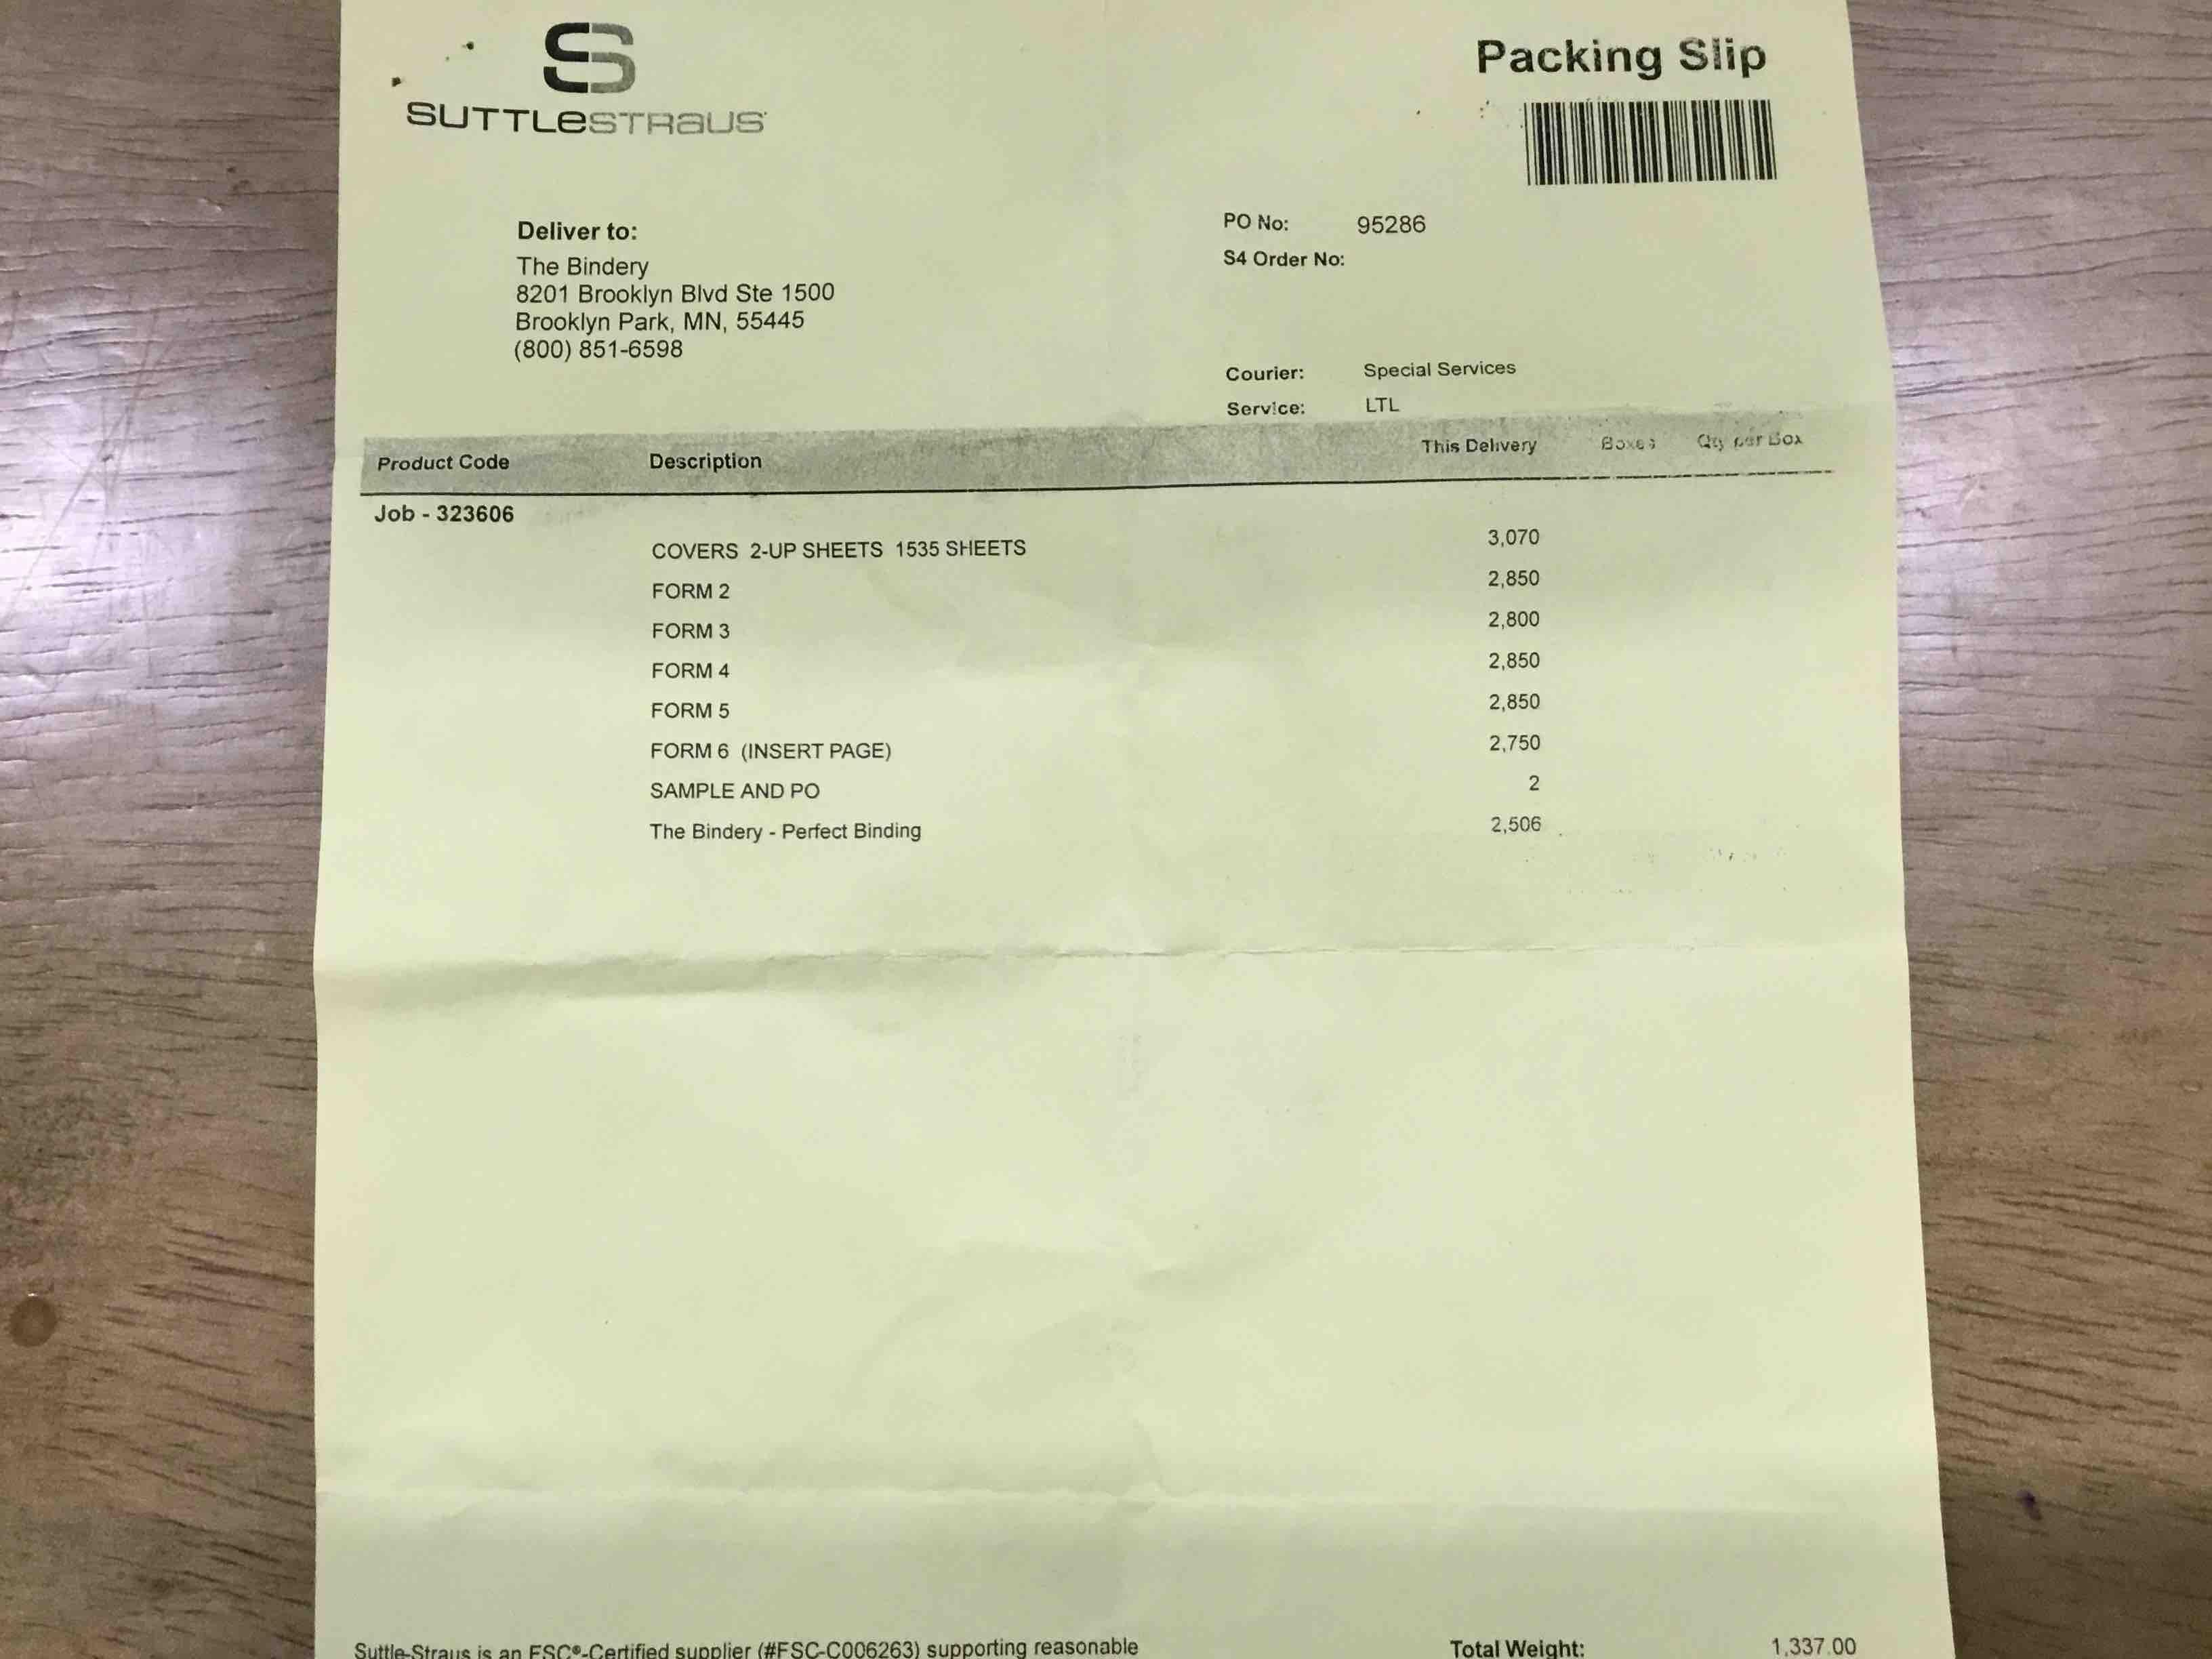 SUTTLESTRAUS
Packing Slip
Deliver to:
The Bindery
8201 Brooklyn Blvd Ste 1500
Brooklyn Park, MN, 55445
(800) 851-6598
PO No: 95286
S4 Order No:
Courier: Special Services
Service: LTL
Product Code Description This Delivery Boxes Qty per Box
Job - 323606
COVERS 2-UP SHEETS 1535 SHEETS 3,070
FORM 2 2,850
FORM 3 2,800
FORM 4 2,850
FORM 5 2,850
FORM 6 (INSERT PAGE) 2,750
SAMPLE AND PO 2
The Bindery - Perfect Binding 2,506
Suttle-Straus is an FSC®-Certified supplier (#FSC-C006263) supporting reasonable
Total Weight: 1,337.00